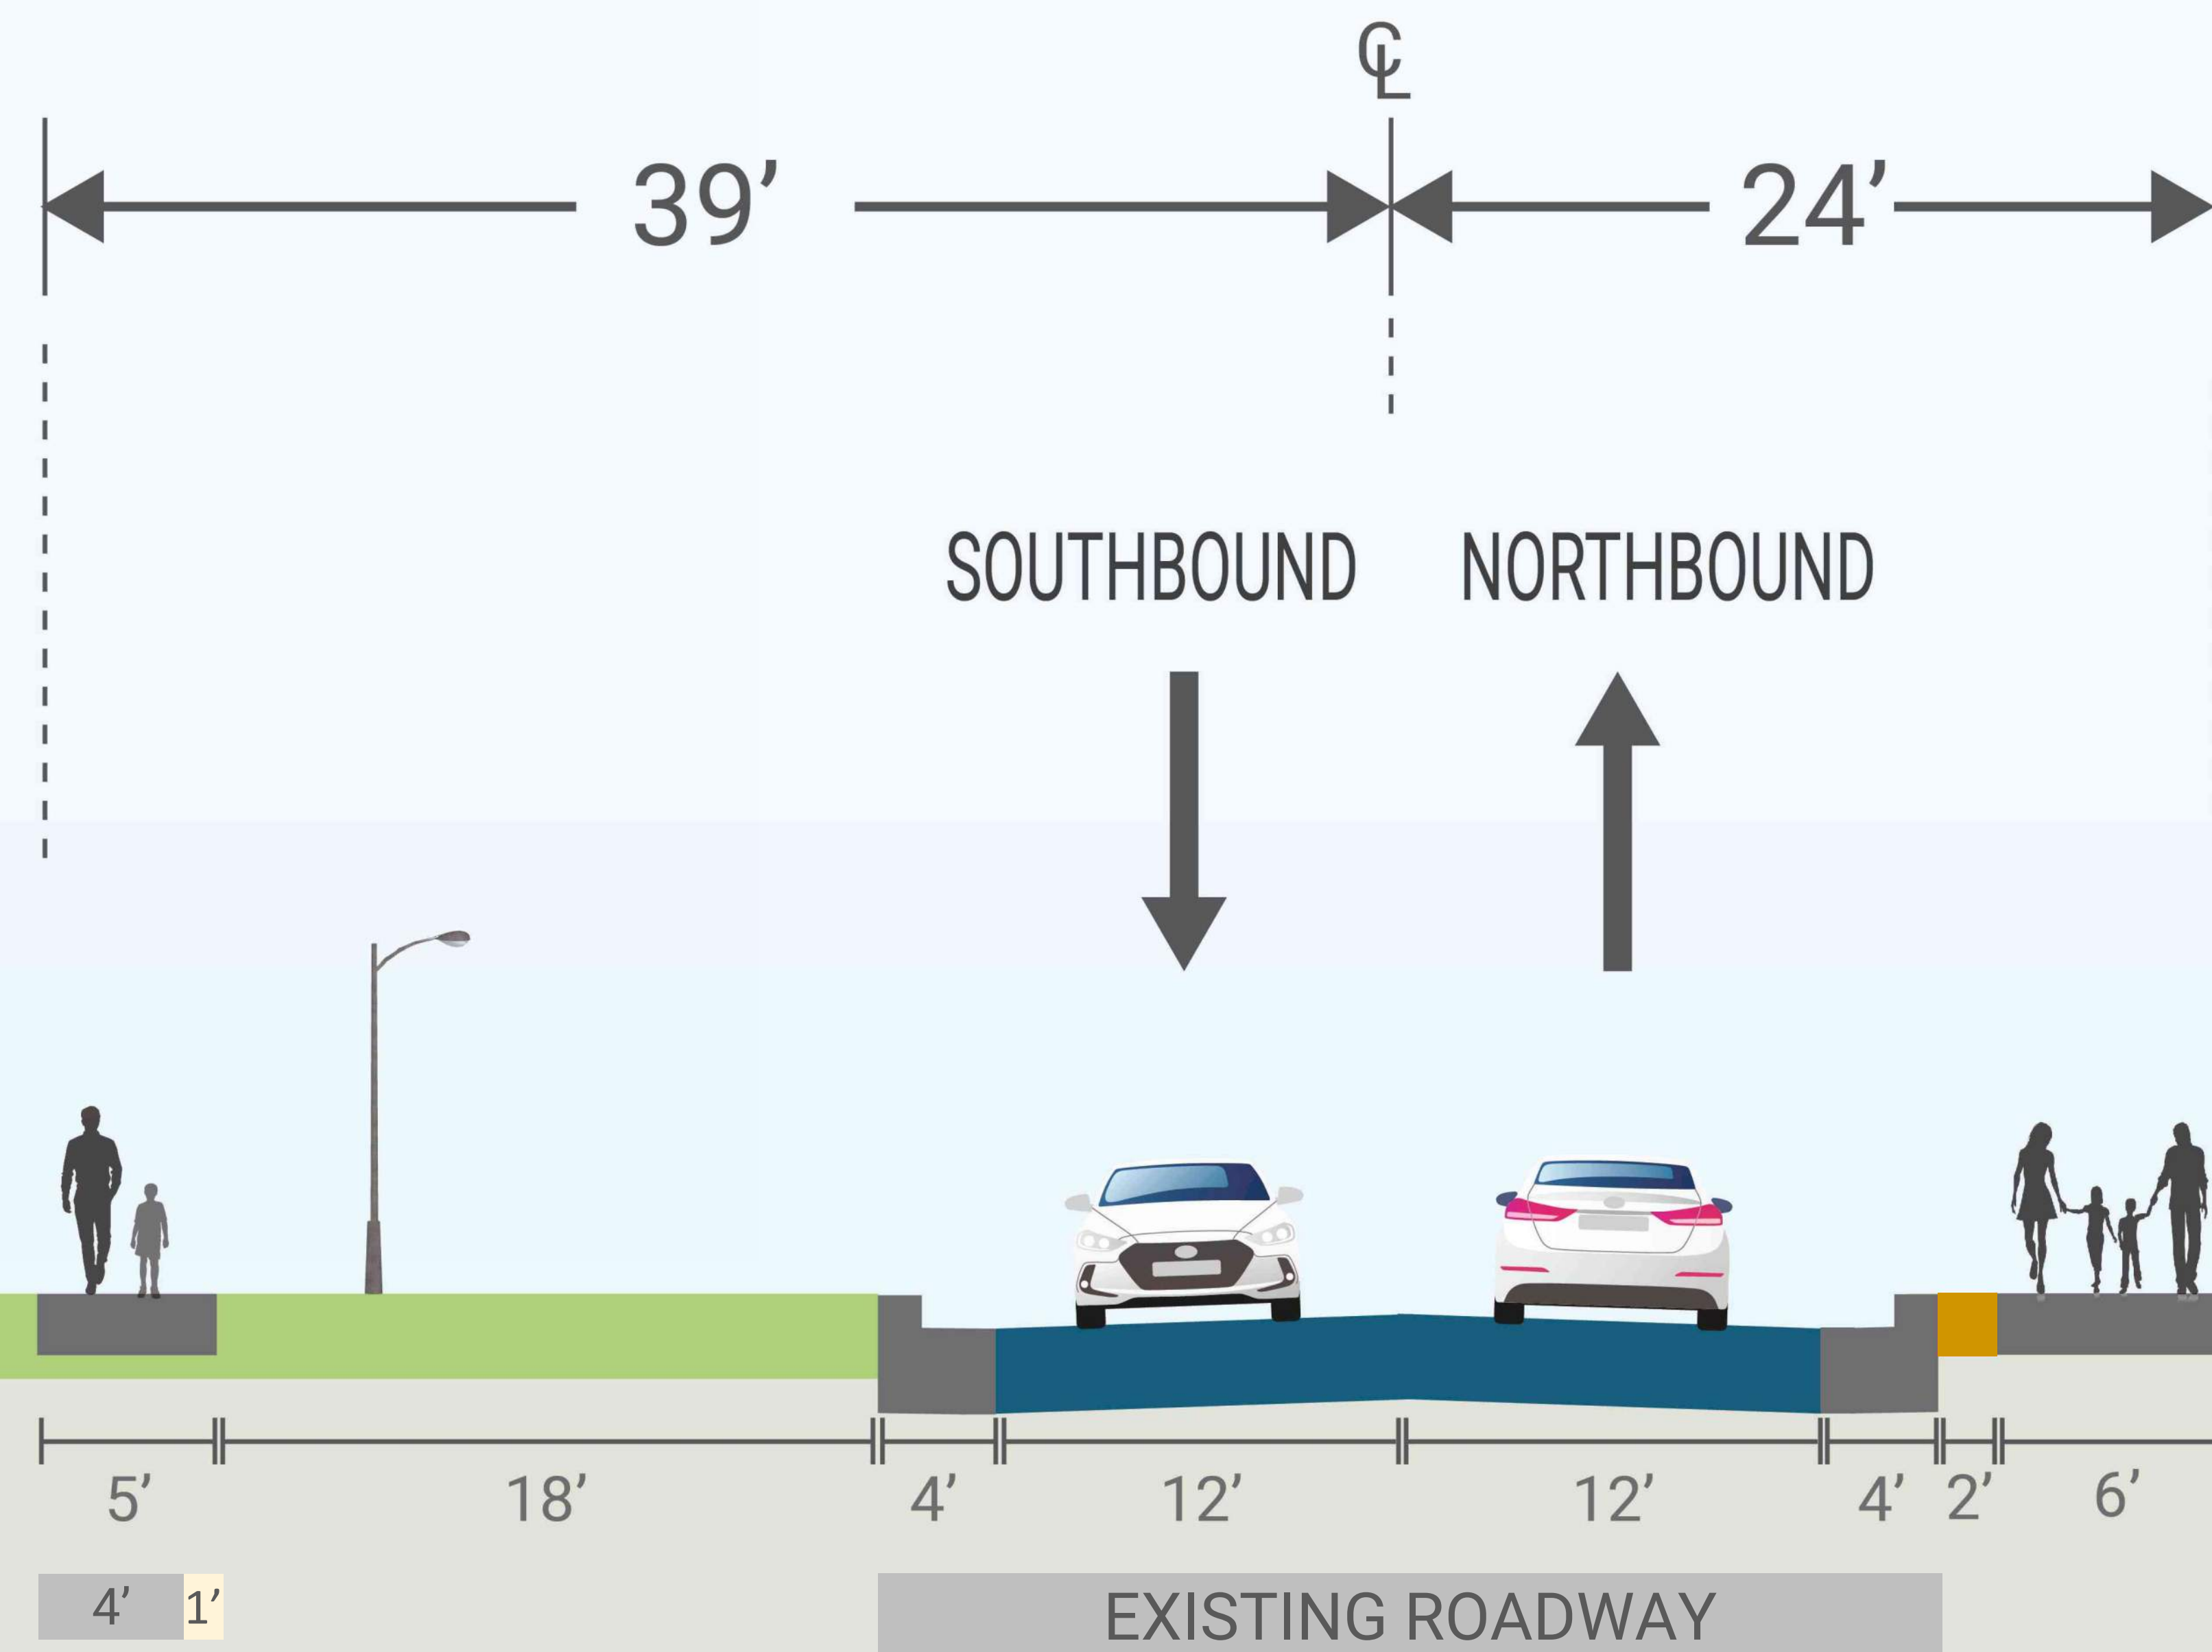 ℄
39’ 24’
SOUTHBOUND NORTHBOUND
5’ 18’ 4’ 12’ 12’ 4’ 2’ 6’
4’ 1’ EXISTING ROADWAY